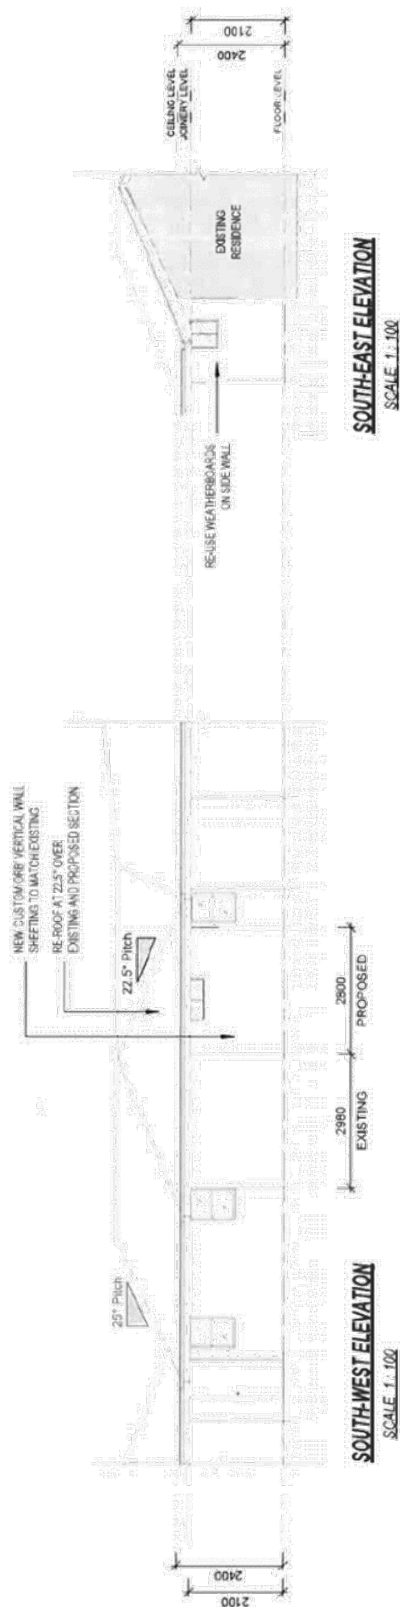 2100
2400
25° Pitch
NEW 'CUSTOM ORB' VERTICAL WALL
SHEETING TO MATCH EXISTING
RE-ROOF AT 22.5° OVER
EXISTING AND PROPOSED SECTION
22.5° Pitch
2980
EXISTING
2800
PROPOSED
SOUTH-WEST ELEVATION
SCALE 1 : 100
RE-USE WEATHERBOARDS
ON SIDE WALL
EXISTING
RESIDENCE
CEILING LEVEL
JOINERY LEVEL
FLOOR LEVEL
2400
2100
SOUTH-EAST ELEVATION
SCALE 1 : 100